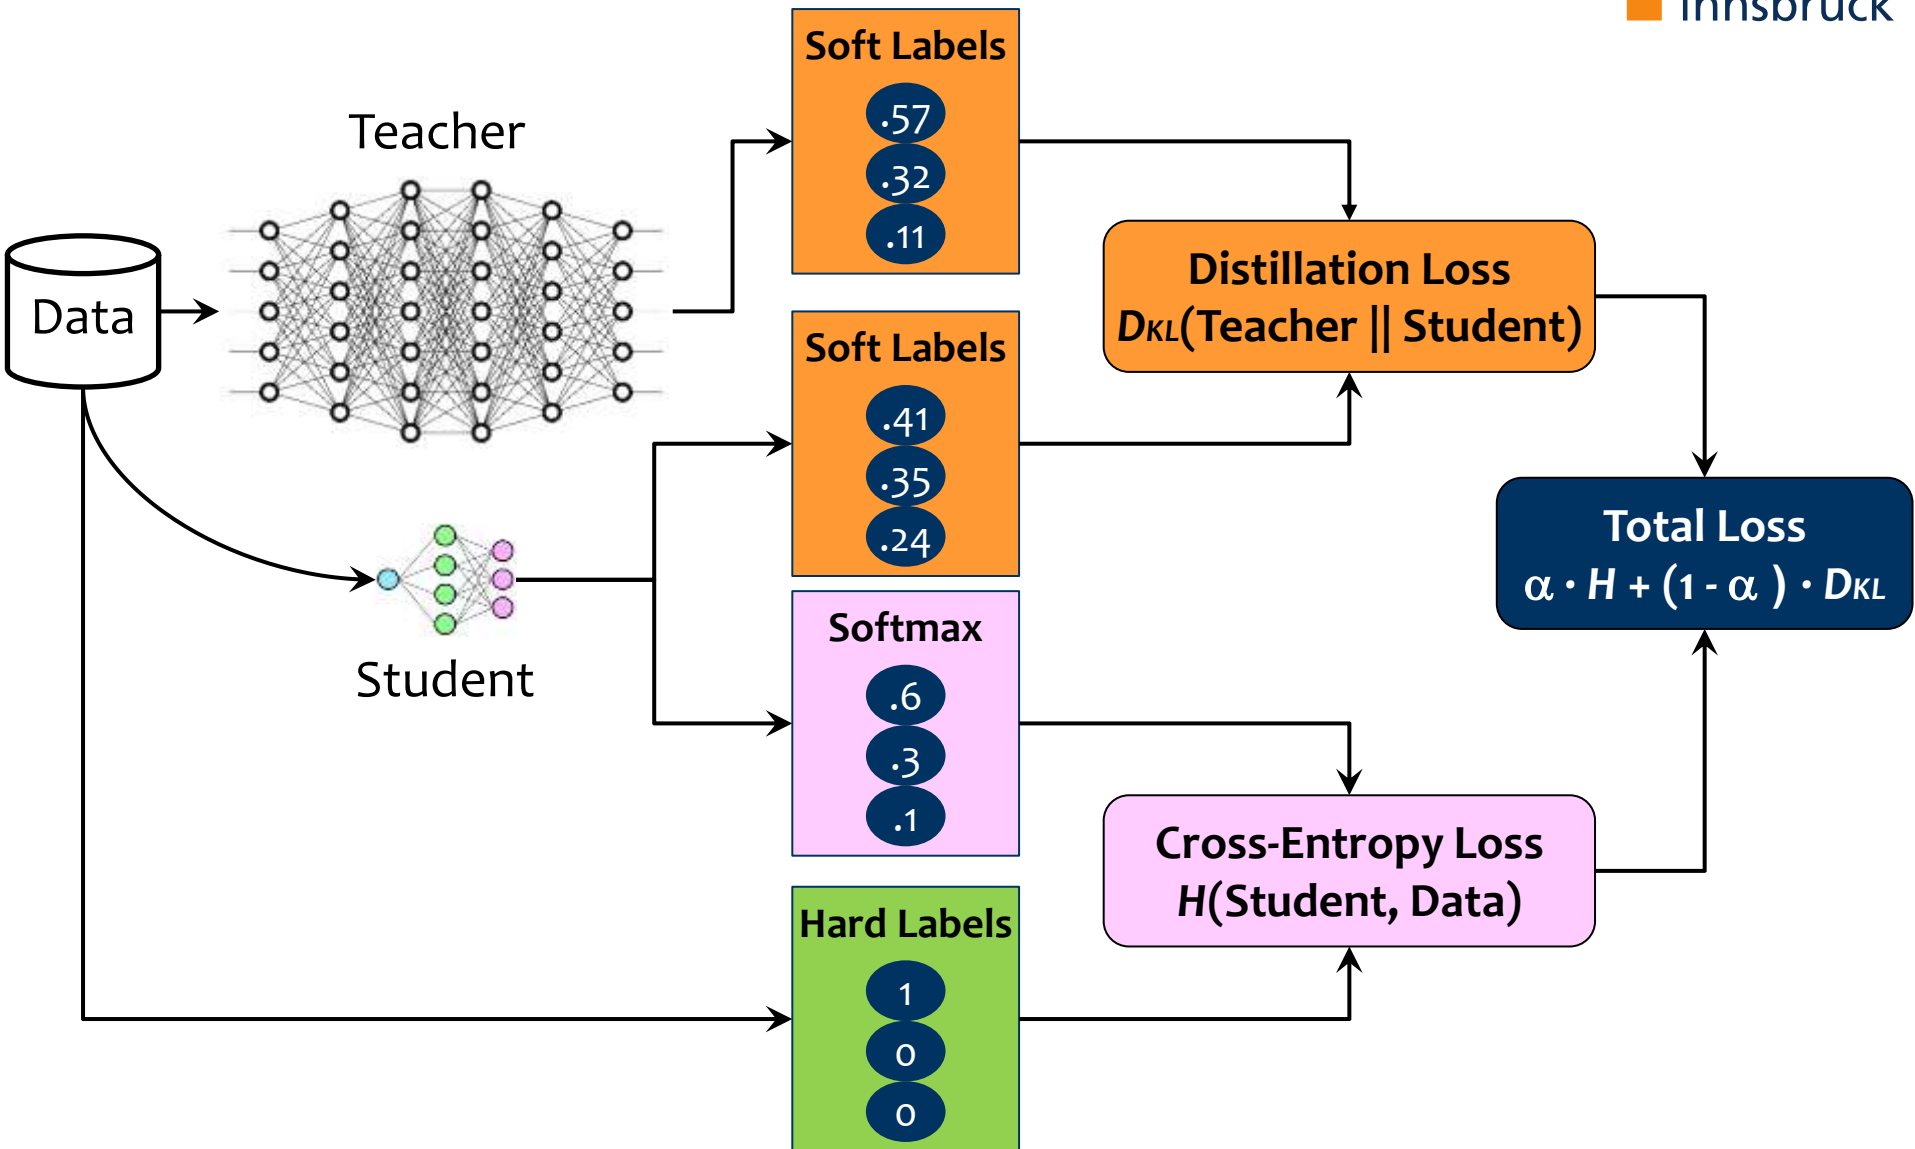 Innsbruck
Soft Labels
.57
.32
.11
Teacher
Data
Distillation Loss
DKL(Teacher || Student)
Soft Labels
.41
.35
.24
Total Loss
α · H + (1 - α ) · DKL
Student
Softmax
.6
.3
.1
Cross-Entropy Loss
H(Student, Data)
Hard Labels
1
0
0